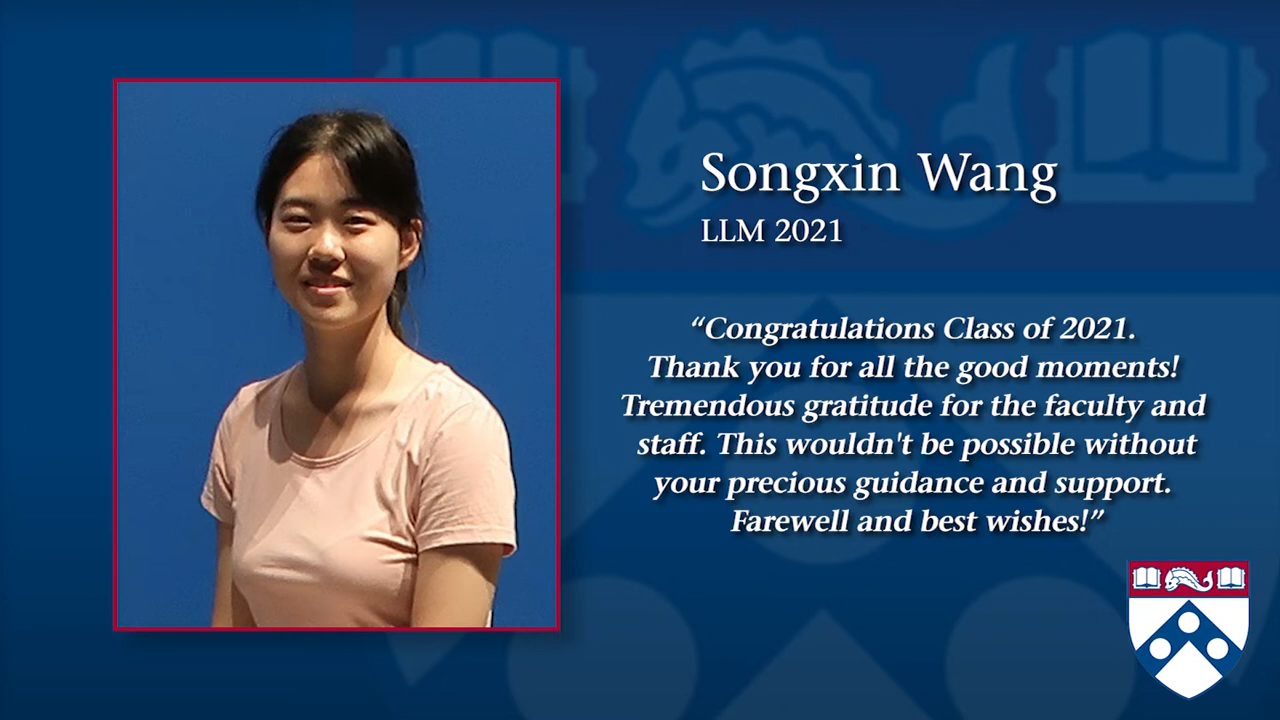 Songxin Wang
LLM 2021
“Congratulations Class of 2021.
Thank you for all the good moments!
Tremendous gratitude for the faculty and
staff. This wouldn't be possible without
your precious guidance and support.
Farewell and best wishes!”